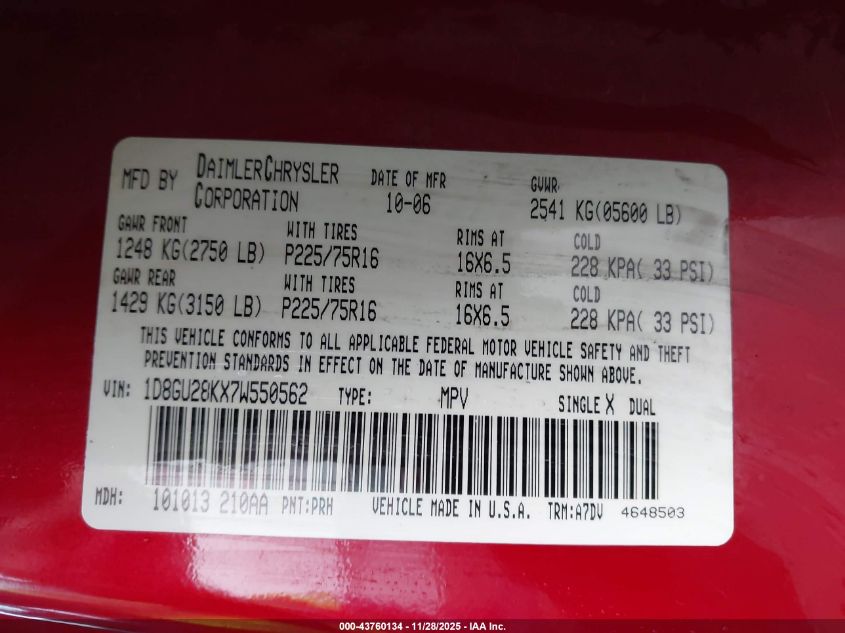 MFD BY DAIMLERCHRYSLER CORPORATION DATE OF MFR 10-06 GVWR 2541 KG(05600 LB)
GAWR FRONT WITH TIRES RIMS AT COLD
1248 KG(2750 LB) P225/75R16 16X6.5 228 KPA( 33 PSI)
GAWR REAR WITH TIRES RIMS AT COLD
1429 KG(3150 LB) P225/75R16 16X6.5 228 KPA( 33 PSI)
THIS VEHICLE CONFORMS TO ALL APPLICABLE FEDERAL MOTOR VEHICLE SAFETY AND THEFT
PREVENTION STANDARDS IN EFFECT ON THE DATE OF MANUFACTURE SHOWN ABOVE.
VIN: 1D8GU28KX7W550562 TYPE: MPV SINGLE X DUAL
MDH: 101013 210AA PNT:PRH VEHICLE MADE IN U.S.A. TRM:A7DV 4648503
000-43760134 - 11/28/2025 - IAA Inc.